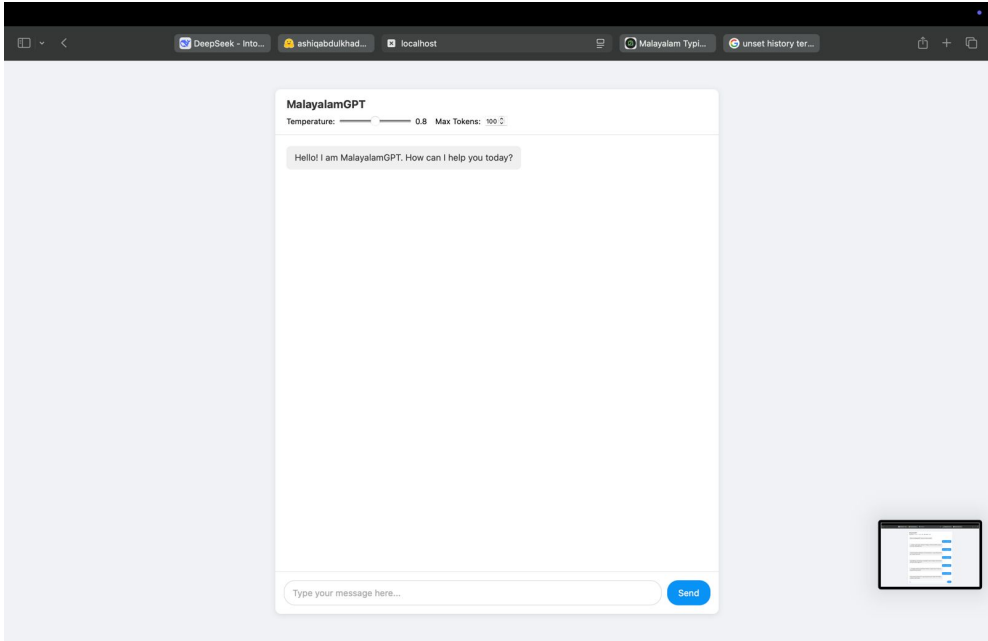 DeepSeek - Into...
ashiqabdulkhad...
localhost
Malayalam Typi...
unset history ter...
MalayalamGPT
Temperature: 0.8 Max Tokens: 100
Hello! I am MalayalamGPT. How can I help you today?
Type your message here...
Send